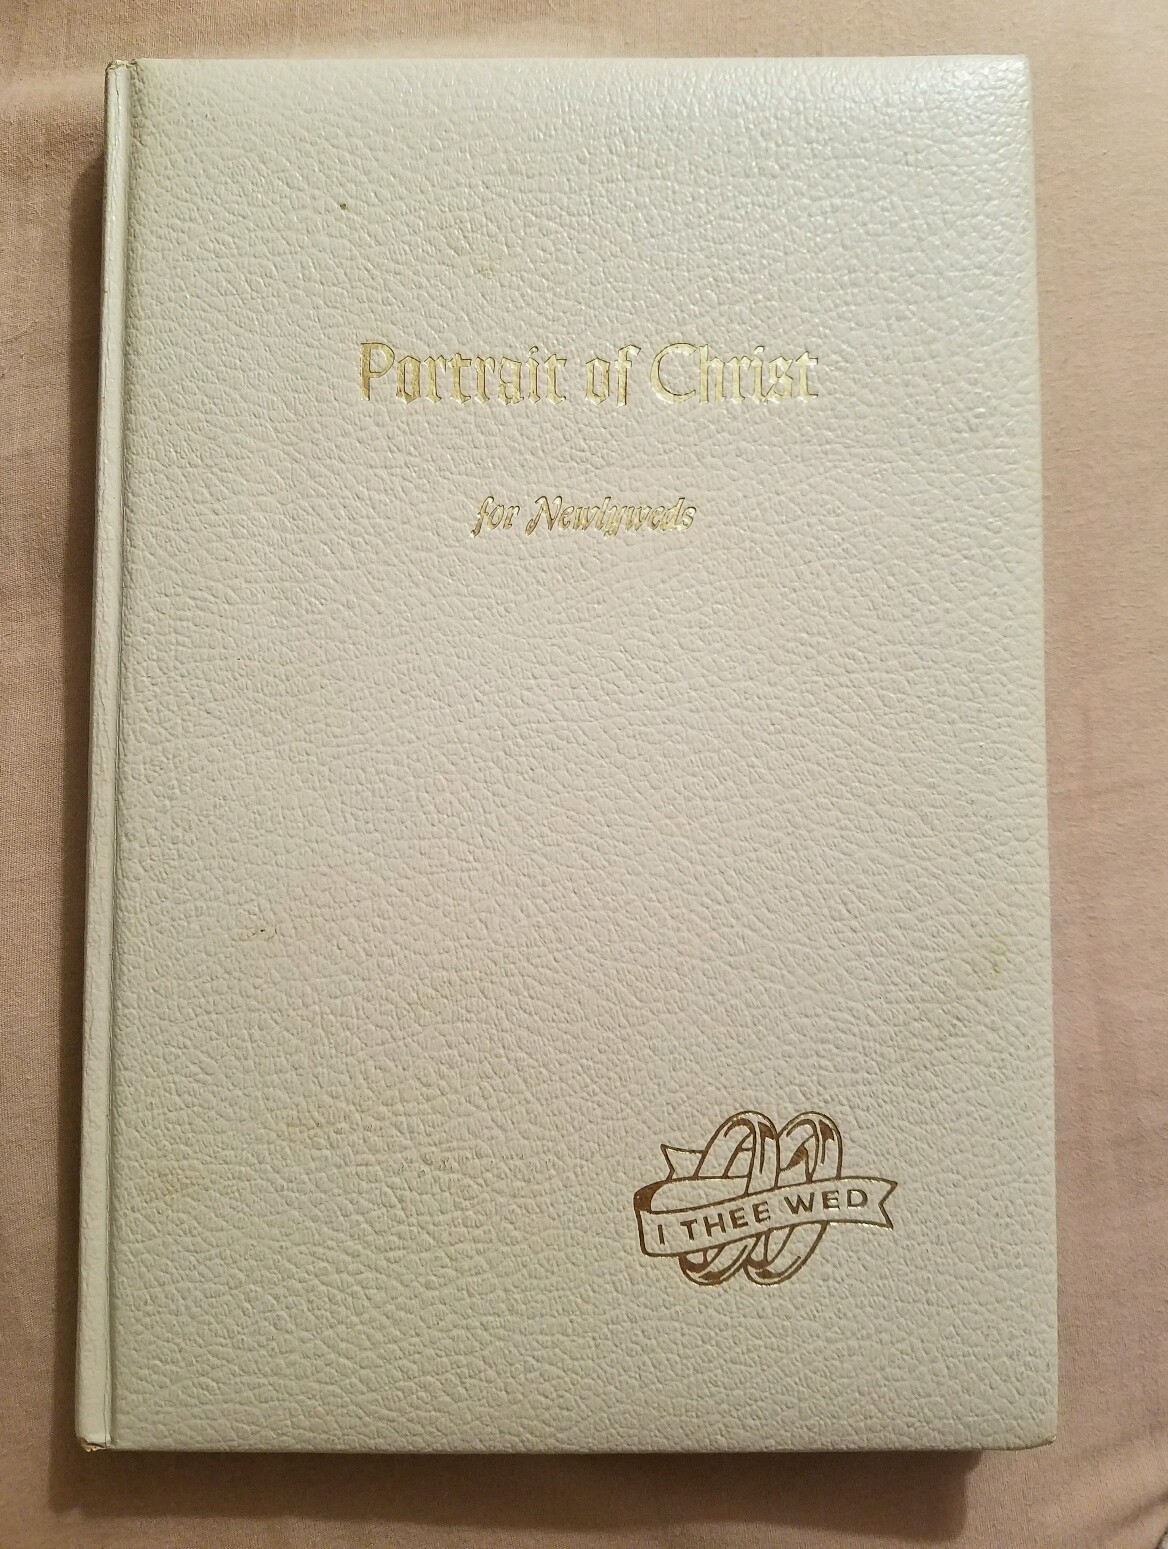 Portrait of Christ
for Newlyweds
I THEE WED